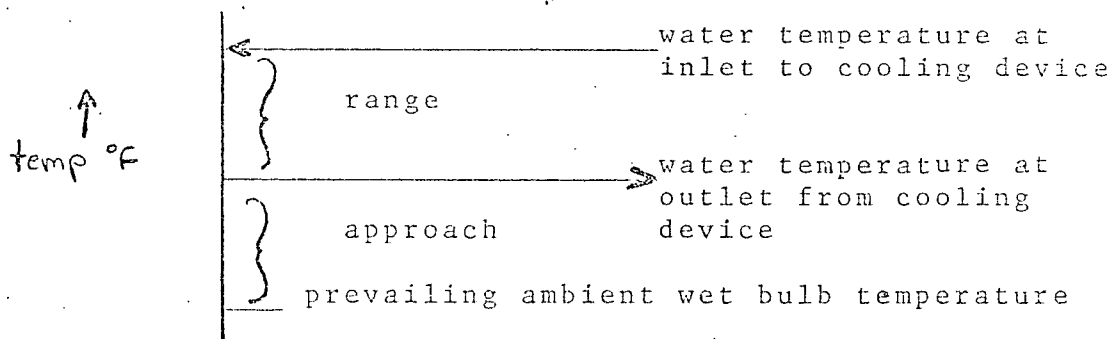 water temperature at
inlet to cooling device
range
temp °F
water temperature at
outlet from cooling
device
approach
prevailing ambient wet bulb temperature